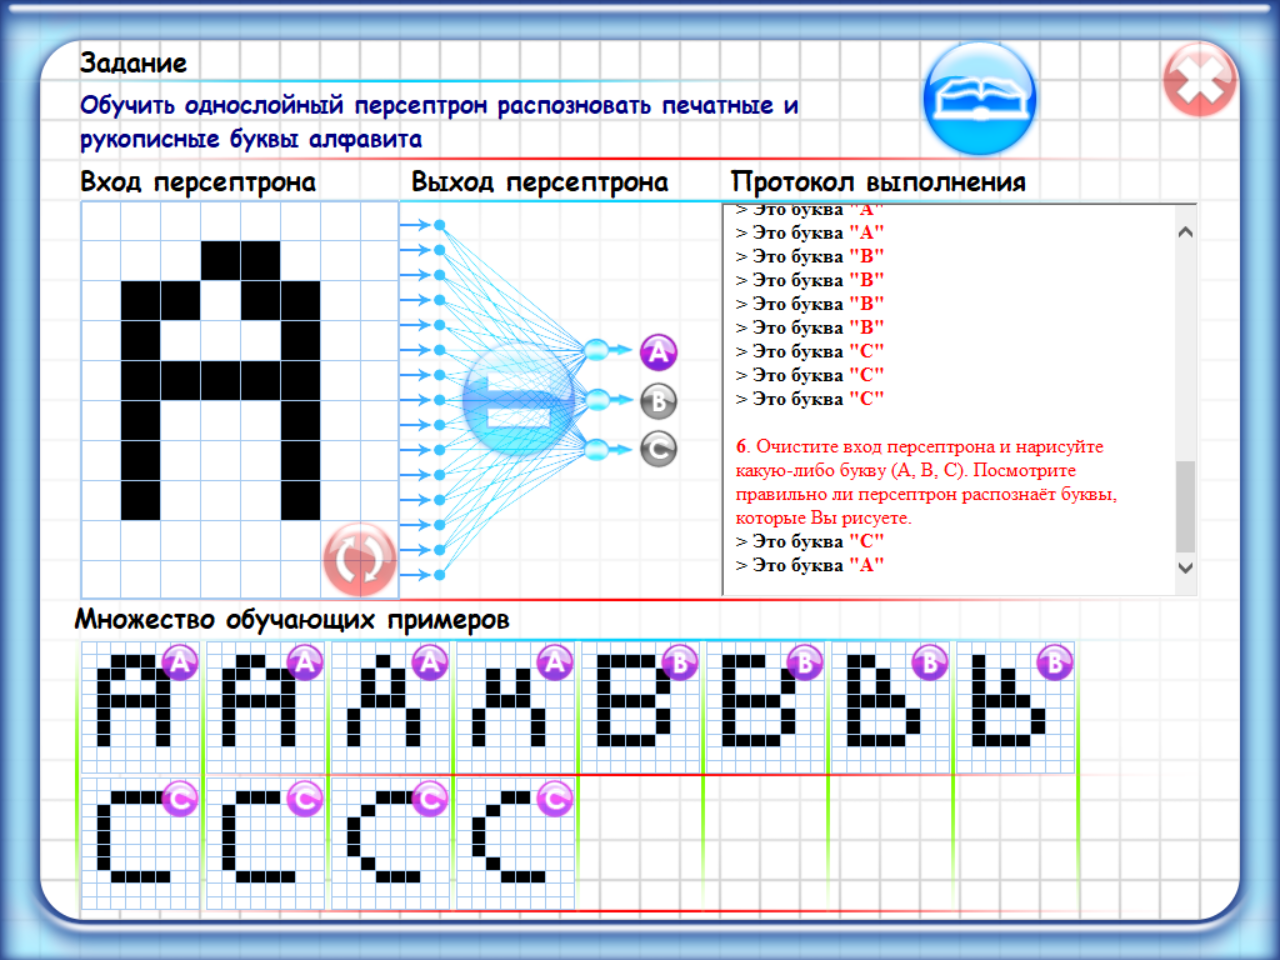 Задание
Обучить однослойный персептрон распозновать печатные и
рукописные буквы алфавита
Вход персептрона
Выход персептрона
Протокол выполнения
A
B
C
> Это буква "A"
> Это буква "A"
> Это буква "B"
> Это буква "B"
> Это буква "B"
> Это буква "B"
> Это буква "C"
> Это буква "C"
> Это буква "C"
6. Очистите вход персептрона и нарисуйте
какую-либо букву (A, B, C). Посмотрите
правильно ли персептрон распознаёт буквы,
которые Вы рисуете.
> Это буква "C"
> Это буква "A"
Множество обучающих примеров
A A A A B B B B
C C C C